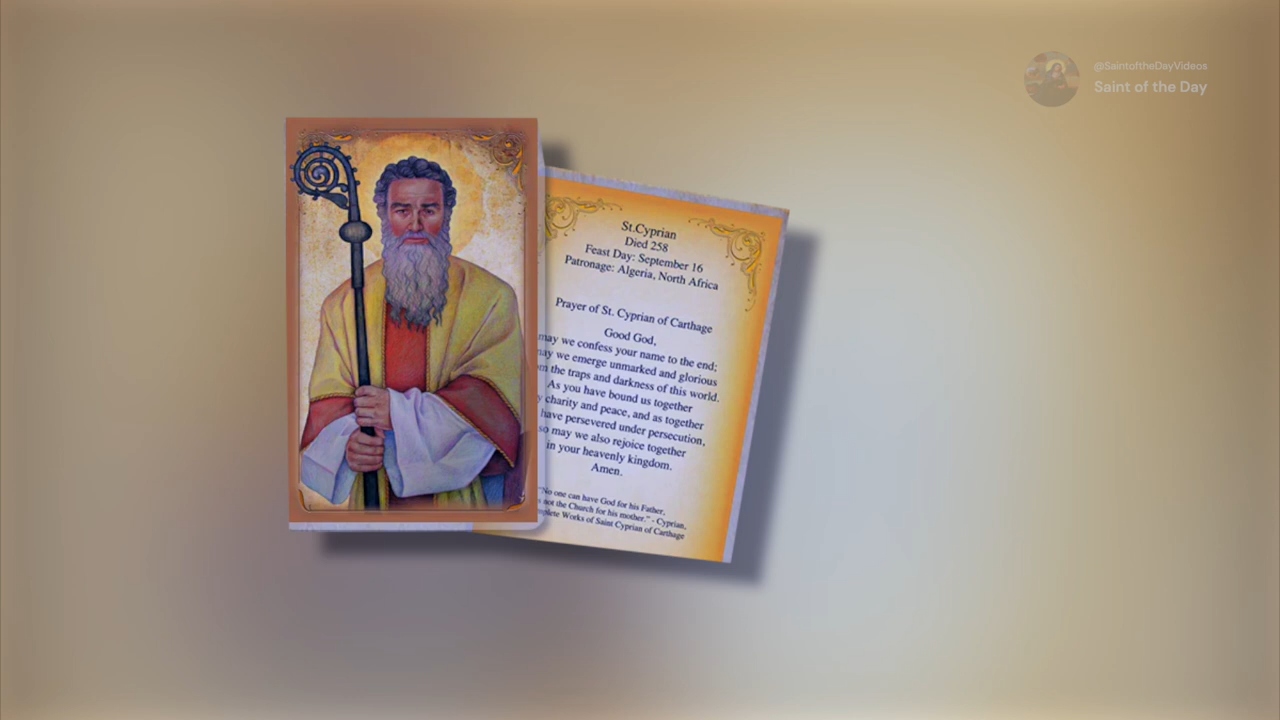 @SaintoftheDayVideos
Saint of the Day
St.Cyprian
Died 258
Feast Day: September 16
Patronage: Algeria, North Africa
Prayer of St. Cyprian of Carthage
Good God,
may we confess your name to the end;
may we emerge unmarked and glorious
the traps and darkness of this world.
As you have bound us together
charity and peace, and as together
have persevered under persecution,
so may we also rejoice together
in your heavenly kingdom.
Amen.
"No one can have God for his Father,
not the Church for his mother." - Cyprian,
Works of Saint Cyprian of Carthage